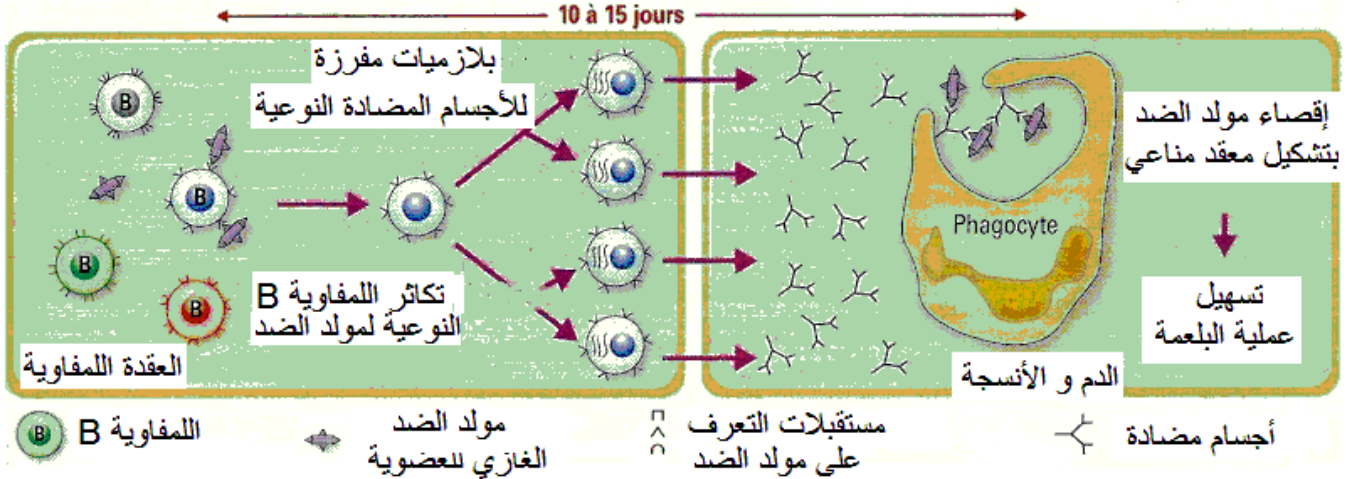 10 à 15 jours
بلازميات مفرزة
للأجسام المضادة النوعية
B
B
B
B
تكاثر اللمفاوية B
النوعية لمولد الضد
العقدة اللمفاوية
إقصاء مولد الضد
بتشكيل معقد مناعي
Phagocyte
تسهيل
عملية البلعمة
الدم و الأنسجة
B
اللمفاوية B
مولد الضد
الغازي للعضوية
مستقبلات التعرف
على مولد الضد
أجسام مضادة